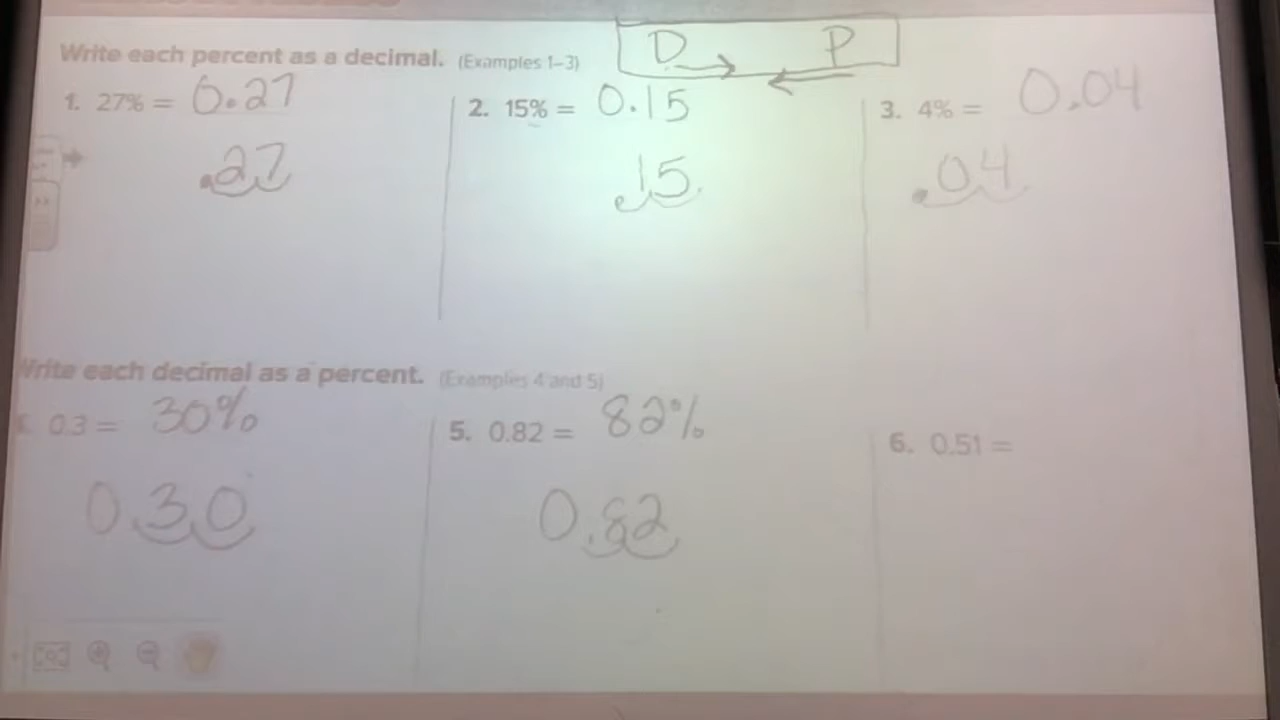 Write each percent as a decimal. (Examples 1–3)
D P
1. 27% = 0.27
2. 15% = 0.15
3. 4% = 0.04
.27
.15.
.04
Write each decimal as a percent. (Examples 4 and 5)
0.3 = 30%
5. 0.82 = 82%
6. 0.51 =
0.30
0.82